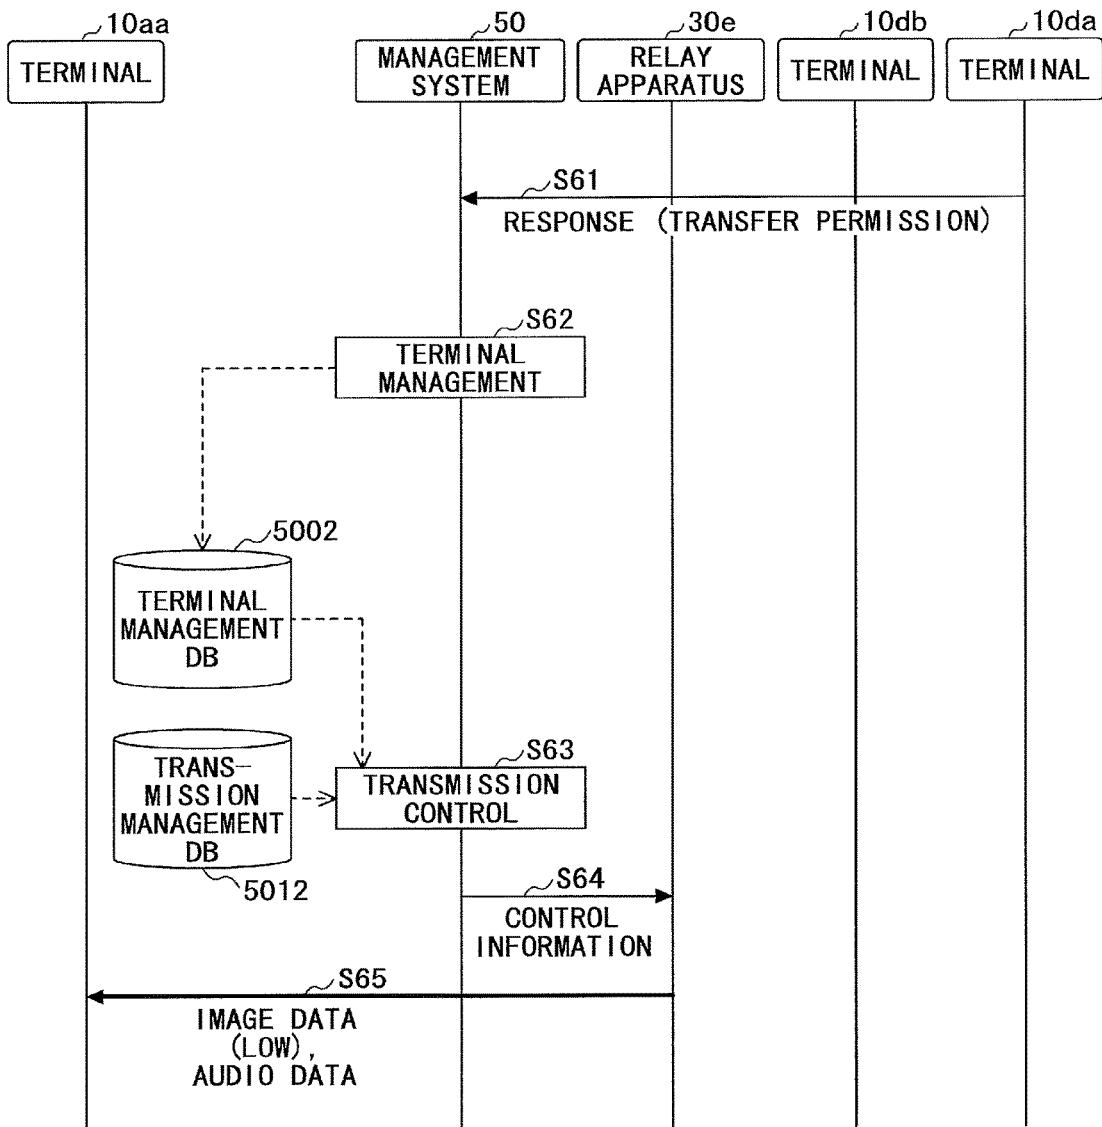 10aa
50
30e
10db
10da
TERMINAL
MANAGEMENT
SYSTEM
RELAY
APPARATUS
TERMINAL
TERMINAL
S61
RESPONSE (TRANSFER PERMISSION)
S62
TERMINAL
MANAGEMENT
5002
TERMINAL
MANAGEMENT
DB
S63
TRANS-
MISSION
MANAGEMENT
DB
TRANSMISSION
CONTROL
5012
S64
CONTROL
INFORMATION
S65
IMAGE DATA
(LOW),
AUDIO DATA